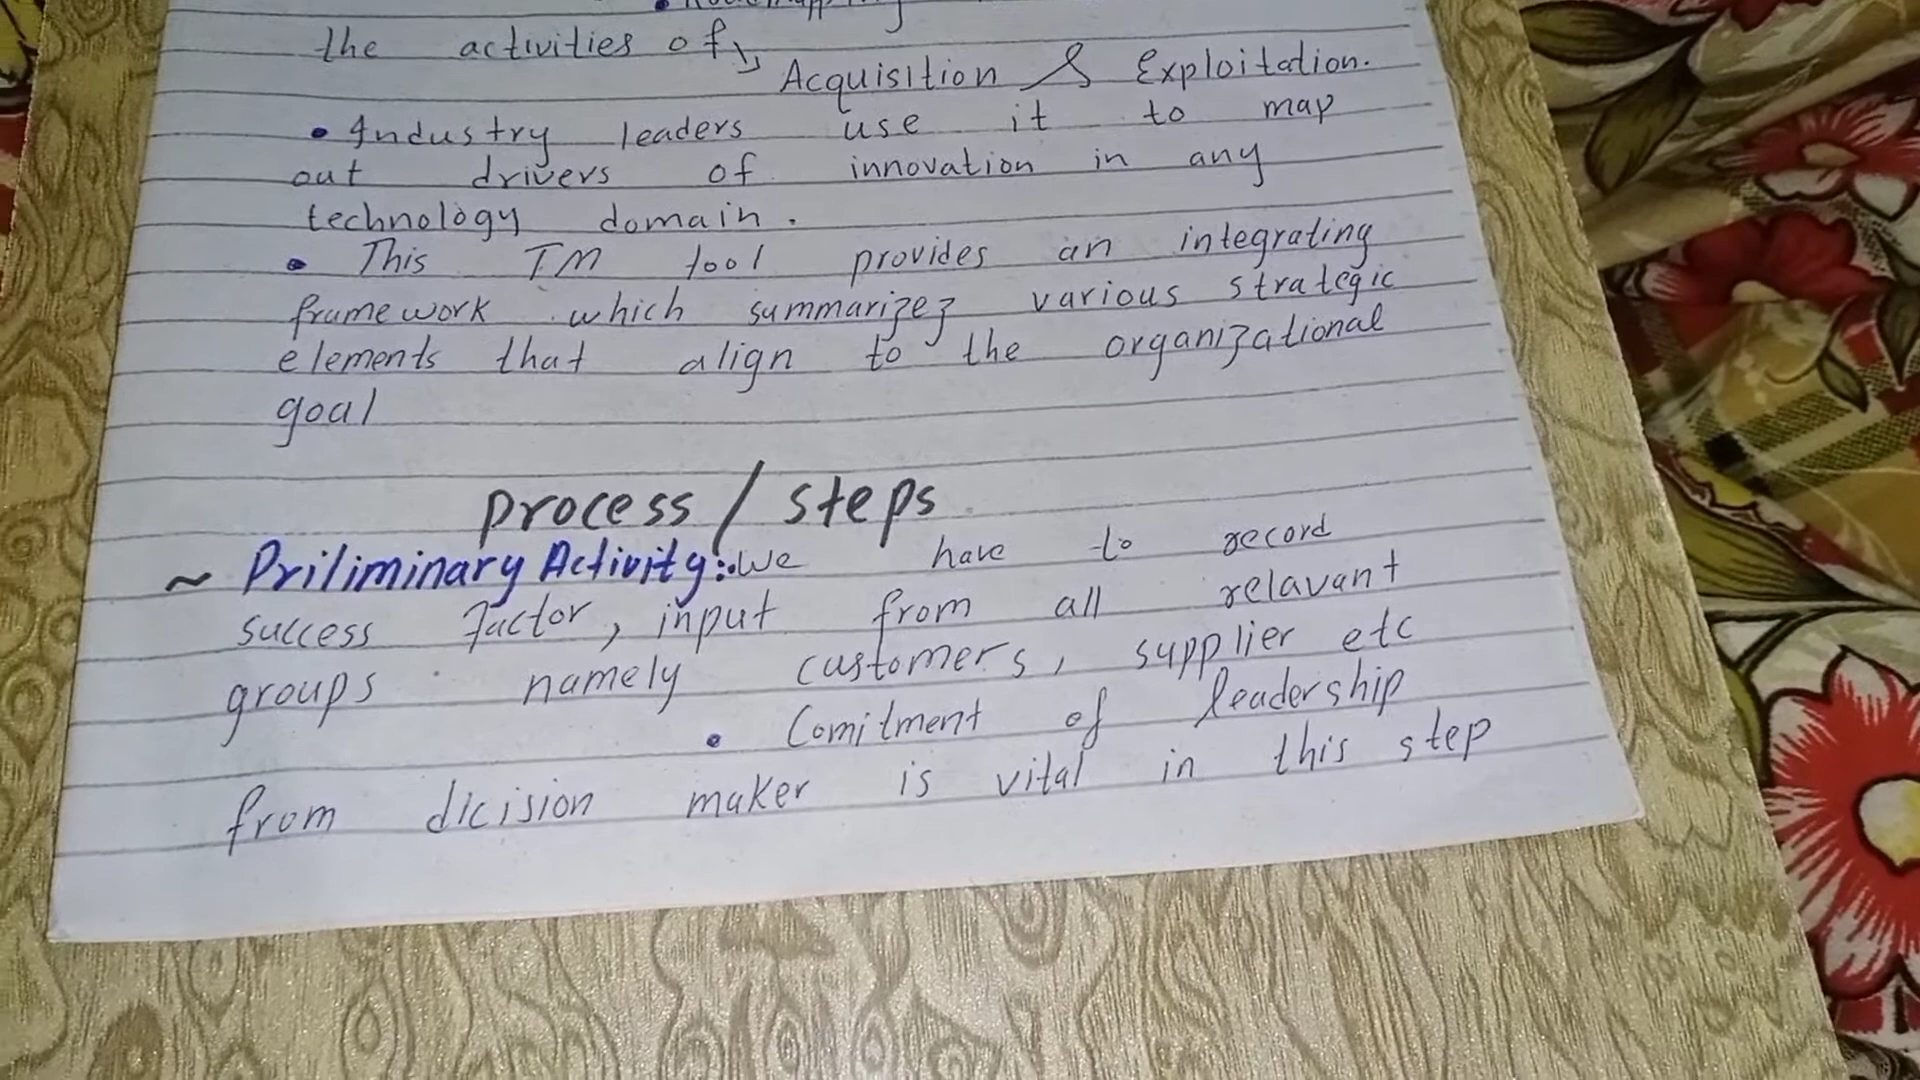 the activities of
Acquisition & Exploitation.
• Industry leaders use it to map
out drivers of innovation in any
technology domain.
• This TM tool provides an integrating
framework which summarizez various strategic
elements that align to the organizational
goal
process / steps
~ Priliminary Activity:. We have to record
success factor, input from all relavant
groups namely customers, supplier etc
• Comitment of leadership
from dicision maker is vital in this step